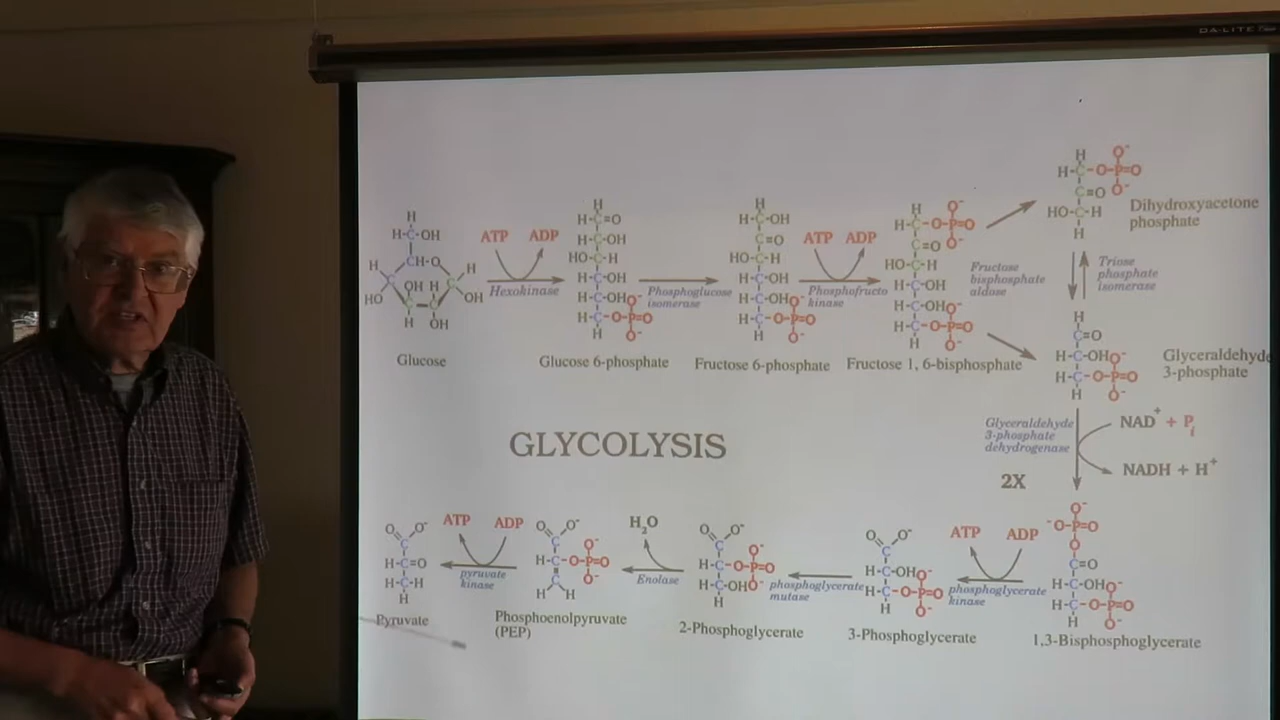 DA-LITE
Dihydroxyacetone
phosphate
ATP ADP
Hexokinase
Phosphoglucose
isomerase
ATP ADP
Phosphofructo
kinase
Fructose
bisphosphate
aldose
Triose
phosphate
isomerase
Glucose
Glucose 6-phosphate
Fructose 6-phosphate
Fructose 1, 6-bisphosphate
Glyceraldehyde
3-phosphate
GLYCOLYSIS
Glyceraldehyde
3-phosphate
dehydrogenase
NAD+ + Pi
NADH + H+
2X
ATP ADP
pyruvate
kinase
H2O
Enolase
phosphoglycerate
mutase
ATP ADP
phosphoglycerate
kinase
Pyruvate
Phosphoenolpyruvate
(PEP)
2-Phosphoglycerate
3-Phosphoglycerate
1,3-Bisphosphoglycerate